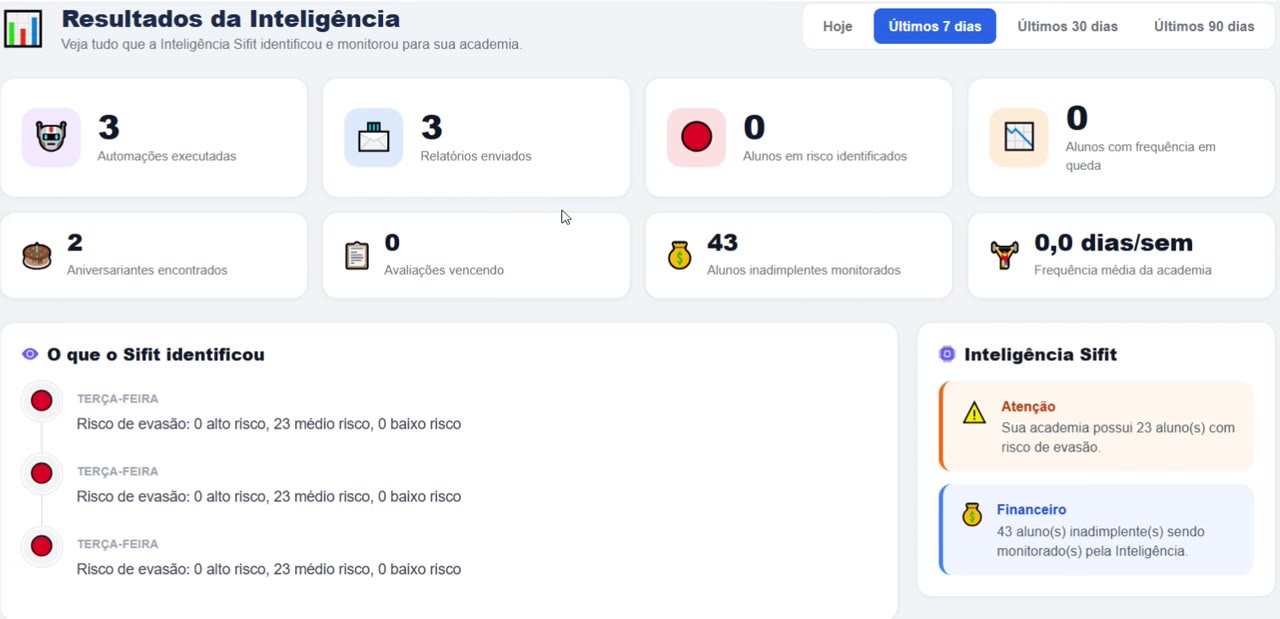 Resultados da Inteligência
Veja tudo que a Inteligência Sifit identificou e monitorou para sua academia.
Hoje
Últimos 7 dias
Últimos 30 dias
Últimos 90 dias
3
Automações executadas
3
Relatórios enviados
0
Alunos em risco identificados
0
Alunos com frequência em
queda
2
Aniversariantes encontrados
0
Avaliações vencendo
43
Alunos inadimplentes monitorados
0,0 dias/sem
Frequência média da academia
O que o Sifit identificou
TERÇA-FEIRA
Risco de evasão: 0 alto risco, 23 médio risco, 0 baixo risco
TERÇA-FEIRA
Risco de evasão: 0 alto risco, 23 médio risco, 0 baixo risco
TERÇA-FEIRA
Risco de evasão: 0 alto risco, 23 médio risco, 0 baixo risco
Inteligência Sifit
Atenção
Sua academia possui 23 aluno(s) com
risco de evasão.
Financeiro
43 aluno(s) inadimplente(s) sendo
monitorado(s) pela Inteligência.